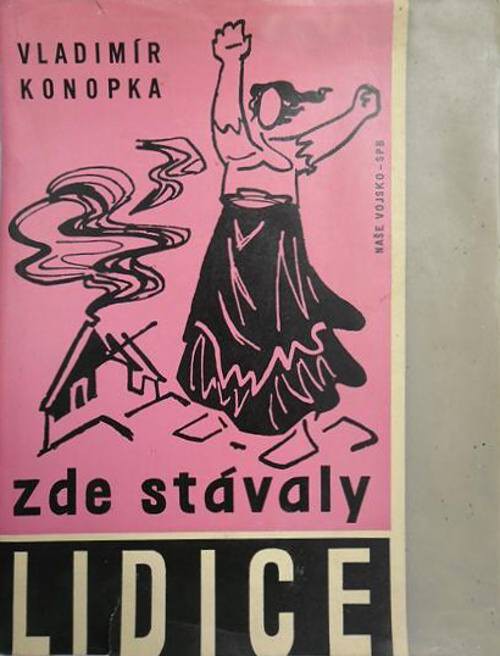 VLADIMÍR
KONOPKA
NAŠE VOJSKO - SPB
zde stávaly
LIDICE